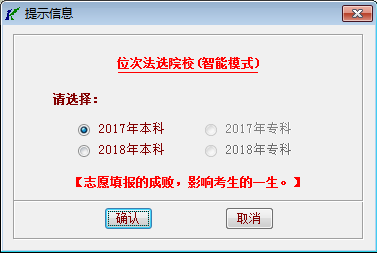 提示信息
位次法选院校(智能模式)
请选择：
2017年本科 2017年专科
2018年本科 2018年专科
【志愿填报的成败，影响考生的一生。】
确认 取消